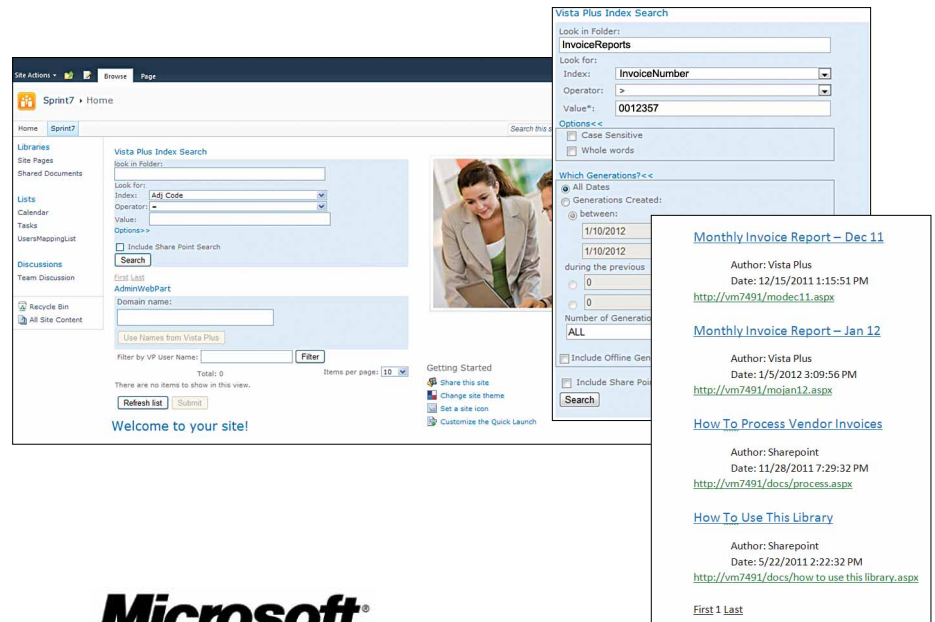 Site Actions
Browse
Page
Sprint7 ▸ Home
Home
Sprint7
Search this s
Libraries
Site Pages
Shared Documents
Lists
Calendar
Tasks
UsersMappingList
Discussions
Team Discussion
Recycle Bin
All Site Content
Vista Plus Index Search
look in Folder:
Look for:
Index: Adj Code
Operator: =
Value:
Options>>
Include Share Point Search
Search
First Last
AdminWebPart
Domain name:
Use Names from Vista Plus
Filter by VP User Name:
Filter
Total: 0
Items per page: 10
There are no items to show in this view.
Refresh list
Submit
Welcome to your site!
Getting Started
Share this site
Change site theme
Set a site icon
Customize the Quick Launch
Vista Plus Index Search
Look in Folder:
InvoiceReports
Look for:
Index: InvoiceNumber
Operator: >
Value*: 0012357
Options<<
Case Sensitive
Whole words
Which Generations?<<
All Dates
Generations Created:
between:
1/10/2012
1/10/2012
during the previous
0
0
Number of Generatio
ALL
Include Offline Gen
Include Share Poi
Search
Monthly Invoice Report – Dec 11
Author: Vista Plus
Date: 12/15/2011 1:15:51 PM
http://vm7491/modec11.aspx
Monthly Invoice Report – Jan 12
Author: Vista Plus
Date: 1/5/2012 3:09:56 PM
http://vm7491/mojan12.aspx
How To Process Vendor Invoices
Author: Sharepoint
Date: 11/28/2011 7:29:32 PM
http://vm7491/docs/process.aspx
How To Use This Library
Author: Sharepoint
Date: 5/22/2011 2:22:32 PM
http://vm7491/docs/how to use this library.aspx
First 1 Last
Microsoft®